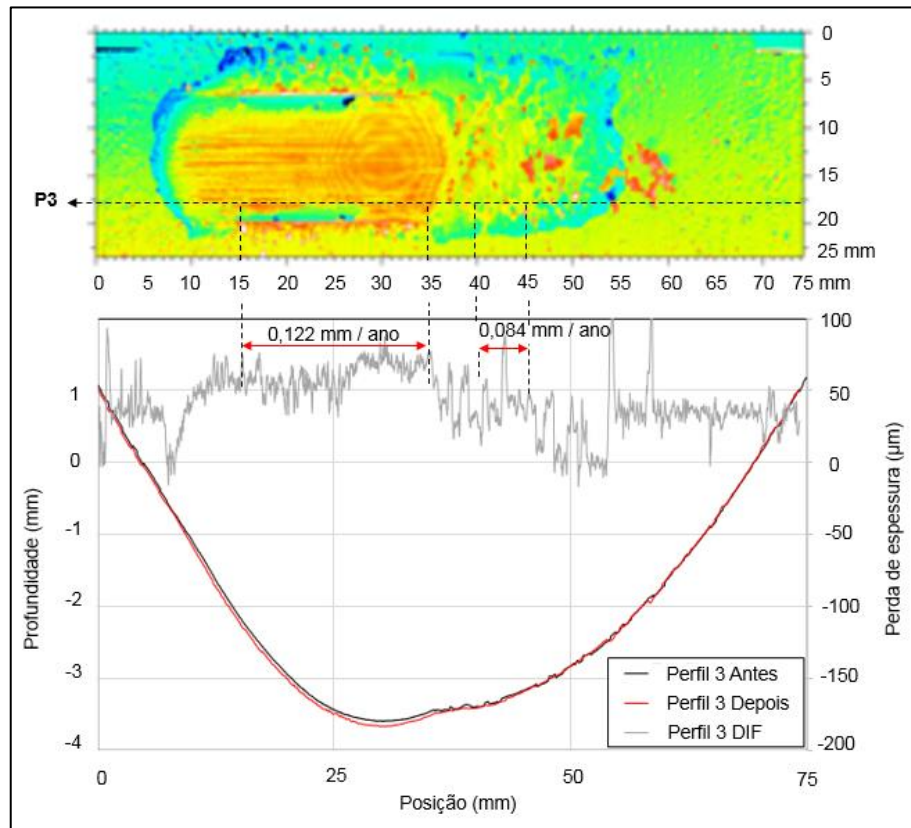 0
5
10
15
P3
20
25 mm
0 5 10 15 20 25 30 35 40 45 50 55 60 65 70 75 mm
0,122 mm / ano 0,084 mm / ano
100
1 50
0 0
-1 -50
-2 -100
-3 -150
-4 -200
Profundidade (mm)
Perda de espessura (µm)
Perfil 3 Antes
Perfil 3 Depois
Perfil 3 DIF
0 25 50 75
Posição (mm)